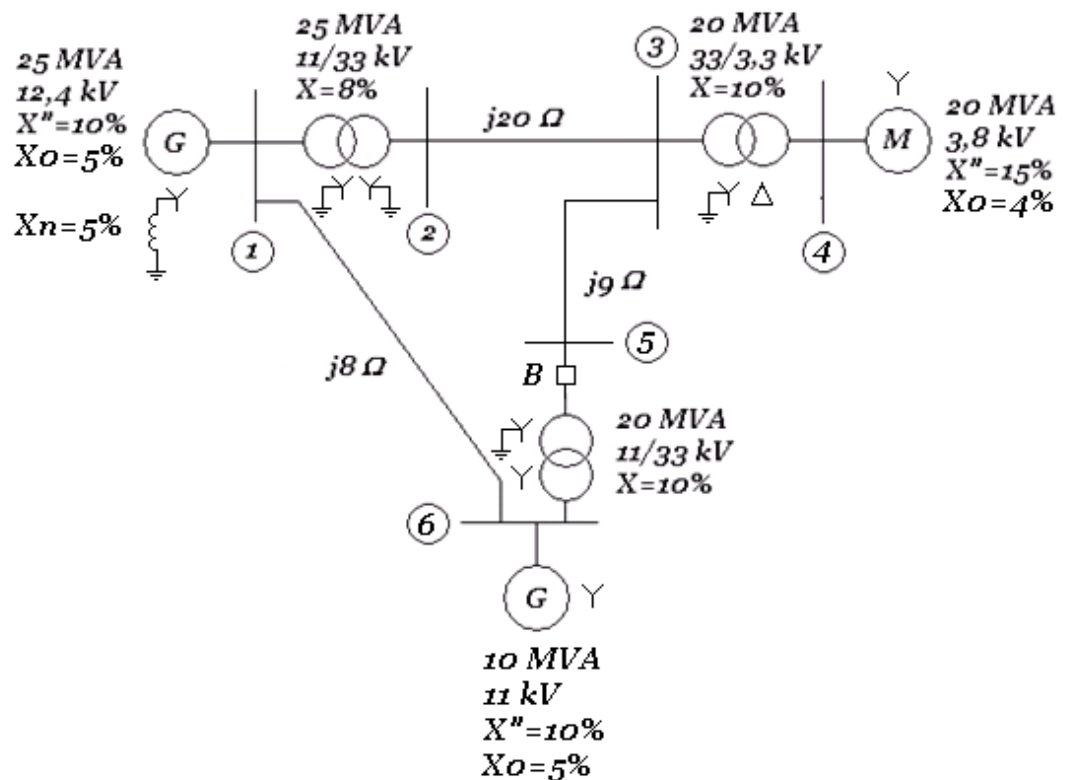 25 MVA
12,4 kV
X"=10%
Xo=5%
G
Xn=5%
1
25 MVA
11/33 kV
X=8%
2
j20 Ω
3
20 MVA
33/3,3 kV
X=10%
4
M
20 MVA
3,8 kV
X"=15%
Xo=4%
j8 Ω
j9 Ω
5
B
20 MVA
11/33 kV
X=10%
6
G
10 MVA
11 kV
X"=10%
Xo=5%